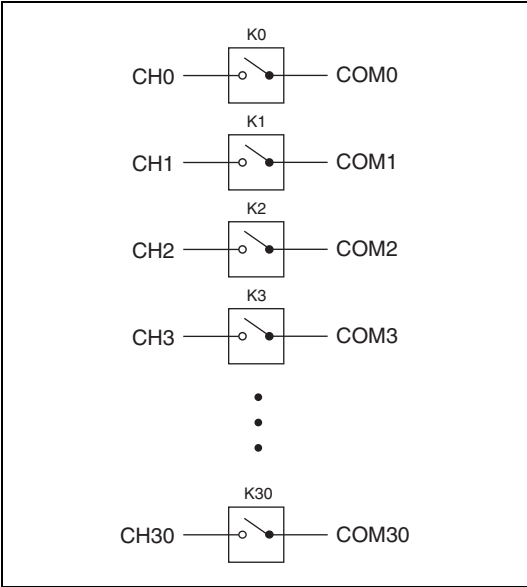 K0
CH0 COM0
K1
CH1 COM1
K2
CH2 COM2
K3
CH3 COM3
K30
CH30 COM30